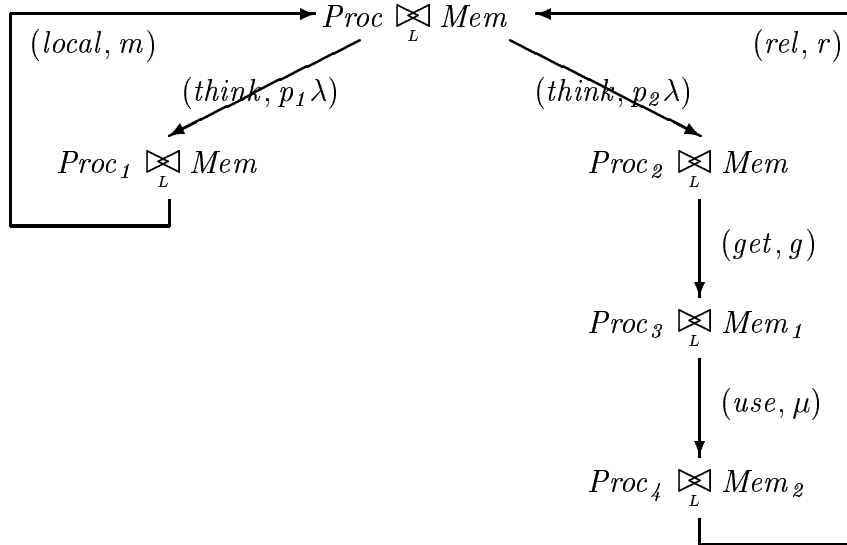 Proc ⋈_L Mem
(local, m) (rel, r)
(think, p₁λ) (think, p₂λ)
Proc₁ ⋈_L Mem Proc₂ ⋈_L Mem
(get, g)
Proc₃ ⋈_L Mem₁
(use, μ)
Proc₄ ⋈_L Mem₂